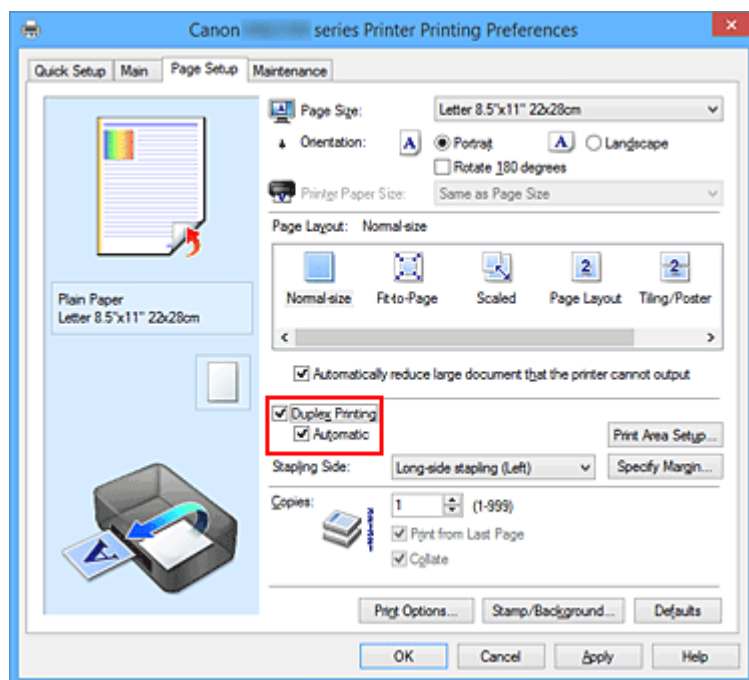 Canon series Printer Printing Preferences
Quick Setup Main Page Setup Maintenance
Page Size: Letter 8.5"x11" 22x28cm
Orientation: A Portrait A Landscape
Rotate 180 degrees
Printer Paper Size: Same as Page Size
Page Layout: Normal-size
2 2
Normal-size Fit-to-Page Scaled Page Layout Tiling/Poster
Plain Paper
Letter 8.5"x11" 22x28cm
Automatically reduce large document that the printer cannot output
Duplex Printing
Automatic
Print Area Setup...
Stapling Side: Long-side stapling (Left) Specify Margin...
Copies: 1 (1-999)
Print from Last Page
Collate
A
Print Options... Stamp/Background... Defaults
OK Cancel Apply Help